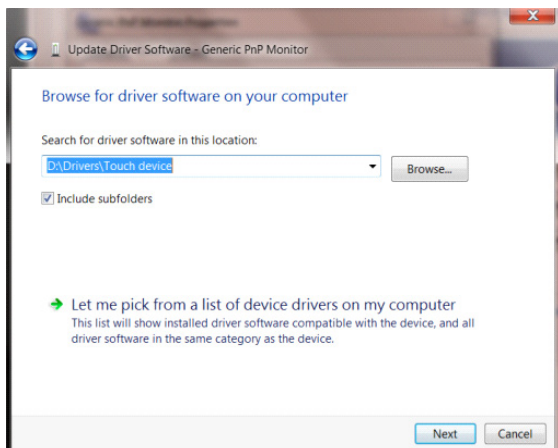 Update Driver Software - Generic PnP Monitor
Browse for driver software on your computer
Search for driver software in this location:
D:\Drivers\Touch device
Browse...
Include subfolders
Let me pick from a list of device drivers on my computer
This list will show installed driver software compatible with the device, and all
driver software in the same category as the device.
Next
Cancel